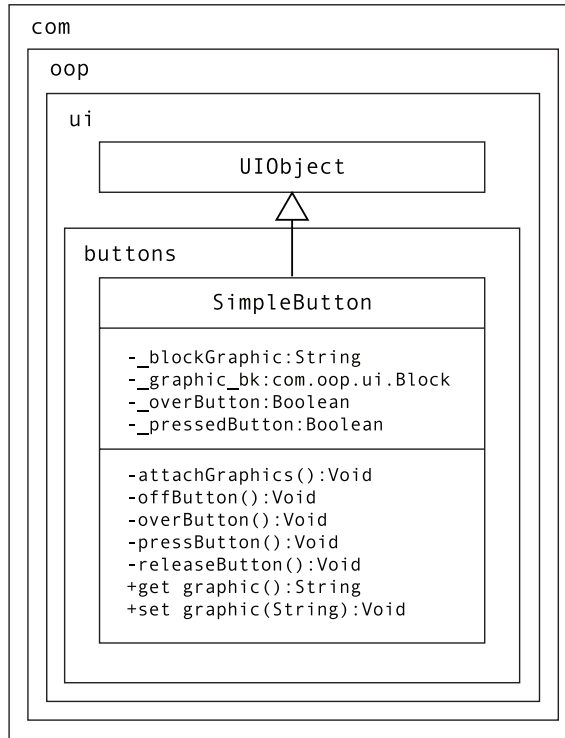 com
oop
ui
UIObject
buttons
SimpleButton
-_blockGraphic:String
-_graphic_bk:com.oop.ui.Block
-_overButton:Boolean
-_pressedButton:Boolean
-attachGraphics():Void
-offButton():Void
-overButton():Void
-pressButton():Void
-releaseButton():Void
+get graphic():String
+set graphic(String):Void